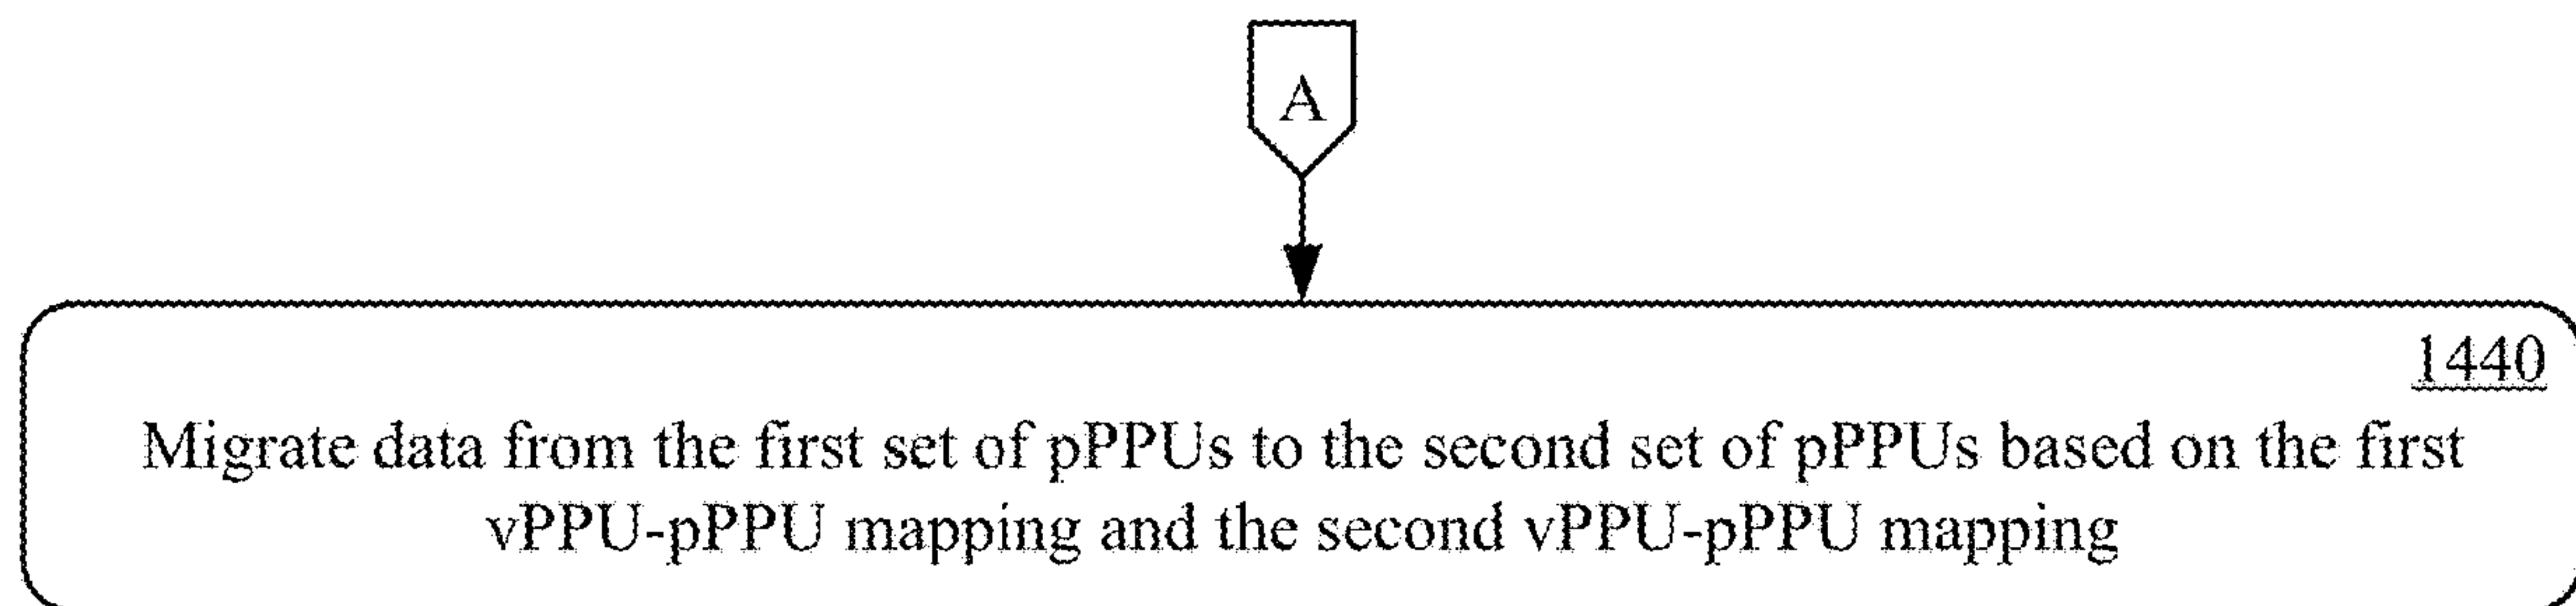 A
1440
Migrate data from the first set of pPPUs to the second set of pPPUs based on the first
vPPU-pPPU mapping and the second vPPU-pPPU mapping